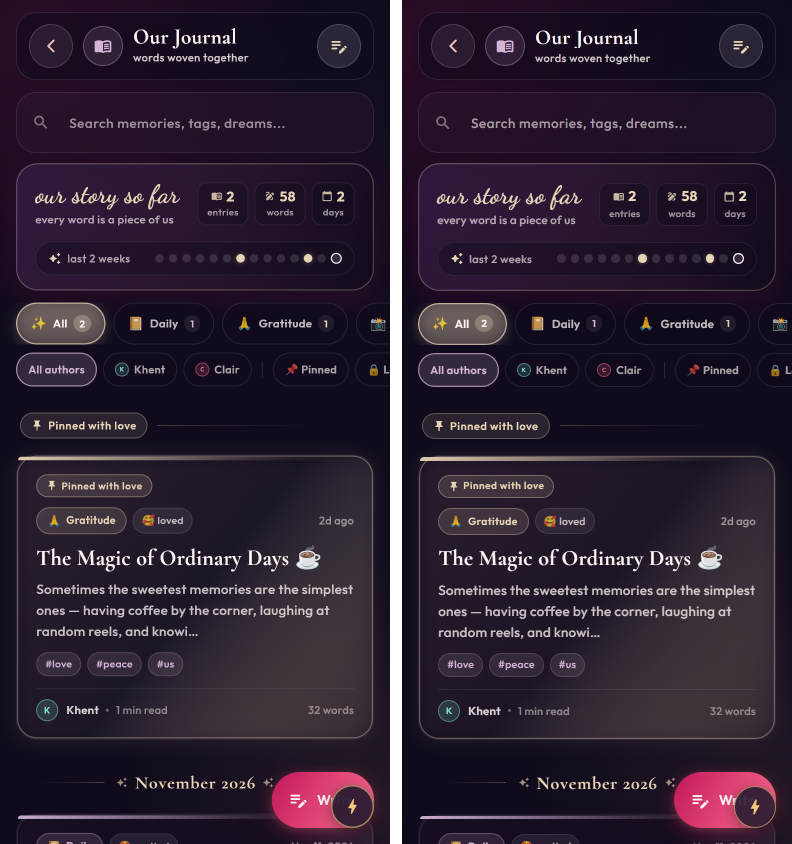 Our Journal
words woven together
Search memories, tags, dreams...
our story so far
every word is a piece of us
2
entries
58
words
2
days
last 2 weeks
All 2
Daily 1
Gratitude 1
All authors
K Khent
C Clair
Pinned
Pinned with love
Pinned with love
Gratitude
loved
2d ago
The Magic of Ordinary Days
Sometimes the sweetest memories are the simplest
ones — having coffee by the corner, laughing at
random reels, and knowi...
#love
#peace
#us
K Khent • 1 min read
32 words
November 2026
Our Journal
words woven together
Search memories, tags, dreams...
our story so far
every word is a piece of us
2
entries
58
words
2
days
last 2 weeks
All 2
Daily 1
Gratitude 1
All authors
K Khent
C Clair
Pinned
Pinned with love
Pinned with love
Gratitude
loved
2d ago
The Magic of Ordinary Days
Sometimes the sweetest memories are the simplest
ones — having coffee by the corner, laughing at
random reels, and knowi...
#love
#peace
#us
K Khent • 1 min read
32 words
November 2026